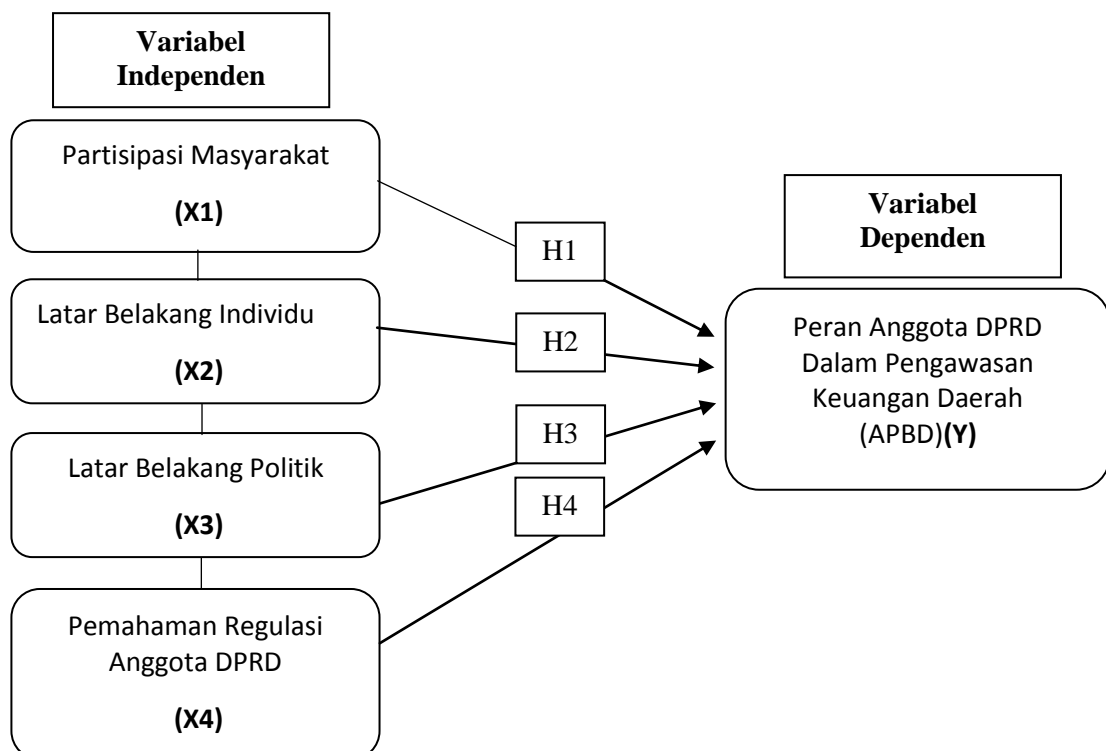 Variabel
Independen
Partisipasi Masyarakat
(X1)
Latar Belakang Individu
(X2)
Latar Belakang Politik
(X3)
Pemahaman Regulasi
Anggota DPRD
(X4)
H1
H2
H3
H4
Variabel
Dependen
Peran Anggota DPRD
Dalam Pengawasan
Keuangan Daerah
(APBD)(Y)